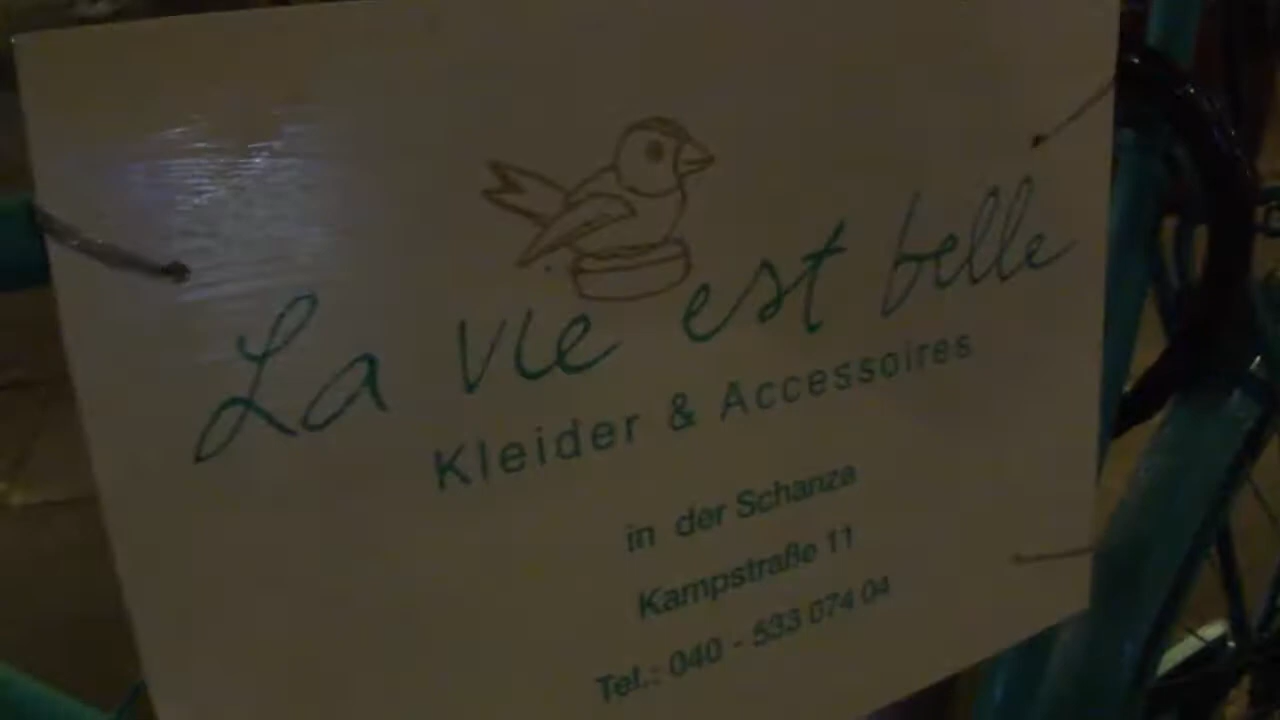 La vie est belle
Kleider & Accessoires
in der Schanze
Kampstraße 11
Tel.: 040 - 533 074 04